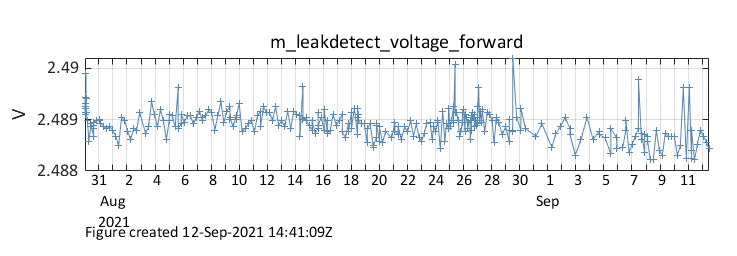 m_leakdetect_voltage_forward
2.49
2.489
2.488
V
31 2 4 6 8 10 12 14 16 18 20 22 24 26 28 30 1 3 5 7 9 11
Aug Sep
2021
Figure created 12-Sep-2021 14:41:09Z